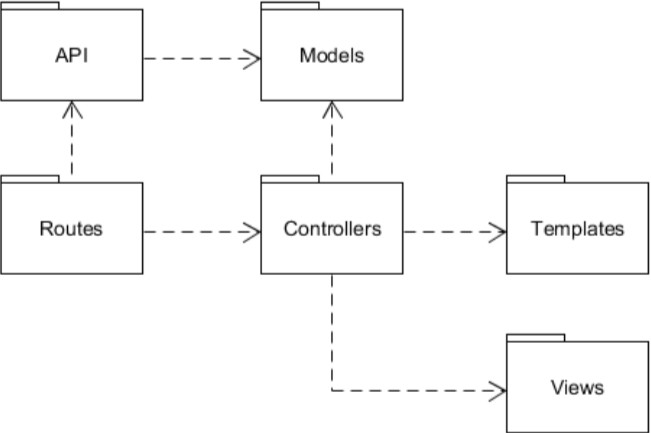 API
Models
Routes
Controllers
Templates
Views